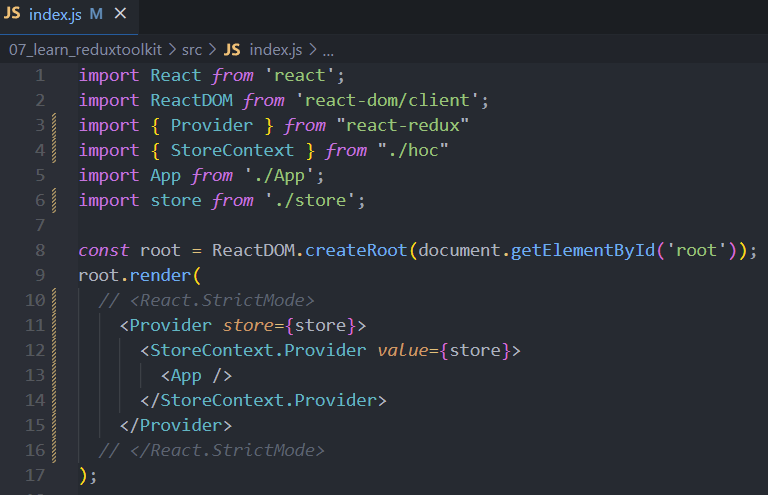 JS index.js M ×
07_learn_reduxtoolkit > src > JS index.js > ...
1 import React from 'react';
2 import ReactDOM from 'react-dom/client';
3 import { Provider } from "react-redux"
4 import { StoreContext } from "./hoc"
5 import App from './App';
6 import store from './store';
7
8 const root = ReactDOM.createRoot(document.getElementById('root'));
9 root.render(
10 // <React.StrictMode>
11 <Provider store={store}>
12 <StoreContext.Provider value={store}>
13 <App />
14 </StoreContext.Provider>
15 </Provider>
16 // </React.StrictMode>
17 );